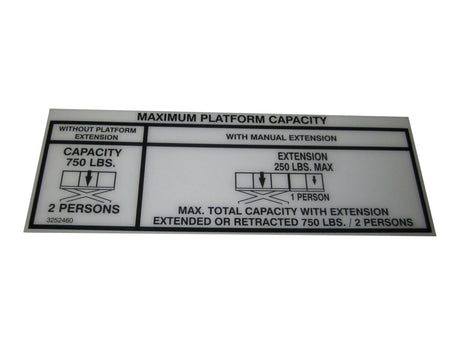 MAXIMUM PLATFORM CAPACITY
WITHOUT PLATFORM
EXTENSION
CAPACITY
750 LBS.
2 PERSONS
3252460
WITH MANUAL EXTENSION
EXTENSION
250 LBS. MAX
1 PERSON
MAX. TOTAL CAPACITY WITH EXTENSION
EXTENDED OR RETRACTED 750 LBS. / 2 PERSONS